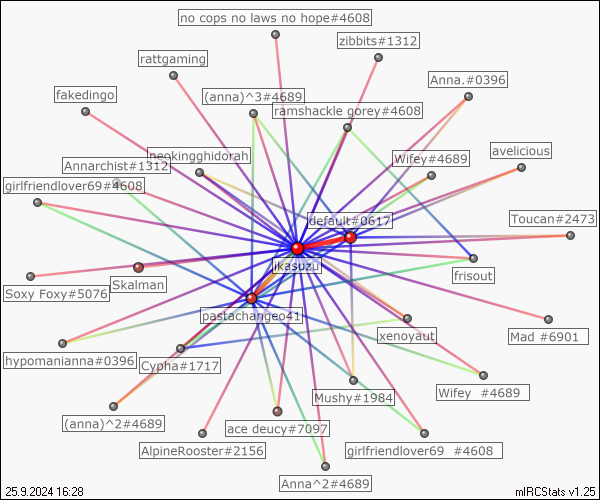 no cops no laws no hope#4608
zibbits#1312
rattgaming
Anna.#0396
fakedingo
(anna)^3#4689
ramshackle gorey#4608
avelicious
neokingghidorah
Wifey#4689
Annarchist#1312
girlfriendlover69#4608
Toucan#2473
default#0617
jkasuzu
frisout
Skalman
Soxy Foxy#5076
pastachangeo41
Mad #6901
xenoyaut
hypomanianna#0396
Cypha#1717
Wifey #4689
Mushy#1984
(anna)^2#4689
ace deucy#7097
AlpineRooster#2156
girlfriendlover69 #4608
Anna^2#4689
25.9.2024 16:28
mIRCStats v1.25